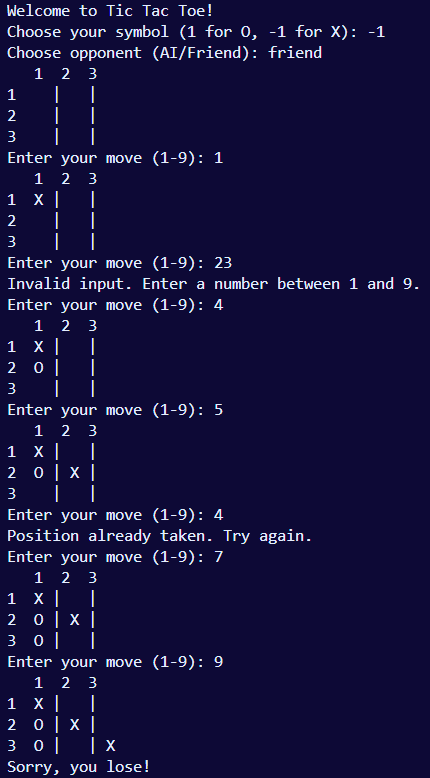 Welcome to Tic Tac Toe!
Choose your symbol (1 for O, -1 for X): -1
Choose opponent (AI/Friend): friend
   1  2  3
1    |   |
2    |   |
3    |   |
Enter your move (1-9): 1
   1  2  3
1  X |   |
2    |   |
3    |   |
Enter your move (1-9): 23
Invalid input. Enter a number between 1 and 9.
Enter your move (1-9): 4
   1  2  3
1  X |   |
2  O |   |
3    |   |
Enter your move (1-9): 5
   1  2  3
1  X |   |
2  O | X |
3    |   |
Enter your move (1-9): 4
Position already taken. Try again.
Enter your move (1-9): 7
   1  2  3
1  X |   |
2  O | X |
3  O |   |
Enter your move (1-9): 9
   1  2  3
1  X |   |
2  O | X |
3  O |   | X
Sorry, you lose!